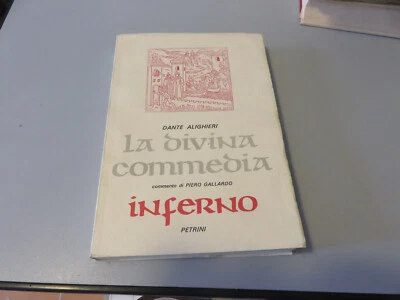 DANTE ALIGHIERI
La divina
commedia
commento di PIERO GALLARDO
inferno
PETRINI